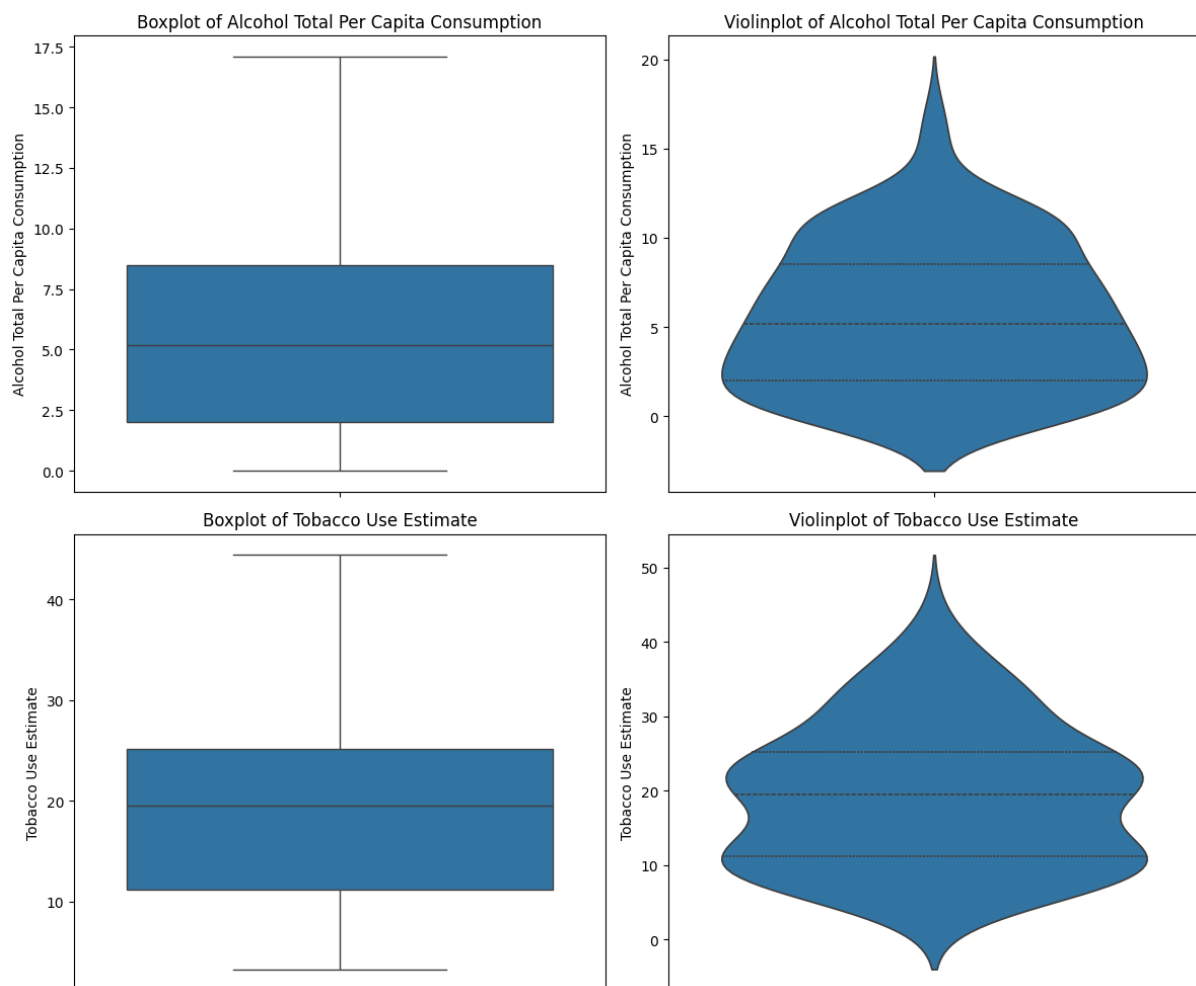 Boxplot of Alcohol Total Per Capita Consumption
Alcohol Total Per Capita Consumption
17.5
15.0
12.5
10.0
7.5
5.0
2.5
0.0
Violinplot of Alcohol Total Per Capita Consumption
Alcohol Total Per Capita Consumption
20
15
10
5
0
Boxplot of Tobacco Use Estimate
Tobacco Use Estimate
40
30
20
10
Violinplot of Tobacco Use Estimate
Tobacco Use Estimate
50
40
30
20
10
0